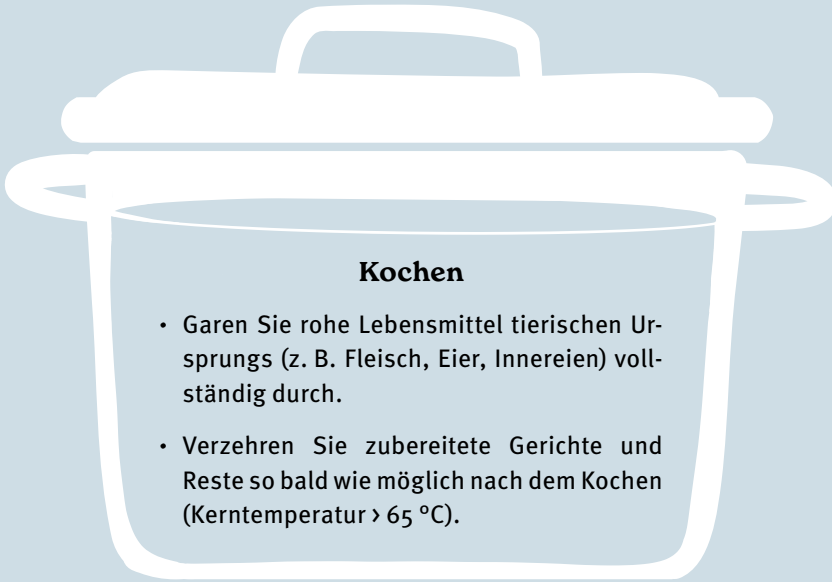 Kochen
• Garen Sie rohe Lebensmittel tierischen Ur-
sprungs (z. B. Fleisch, Eier, Innereien) voll-
ständig durch.
• Verzehren Sie zubereitete Gerichte und
Reste so bald wie möglich nach dem Kochen
(Kerntemperatur > 65 °C).